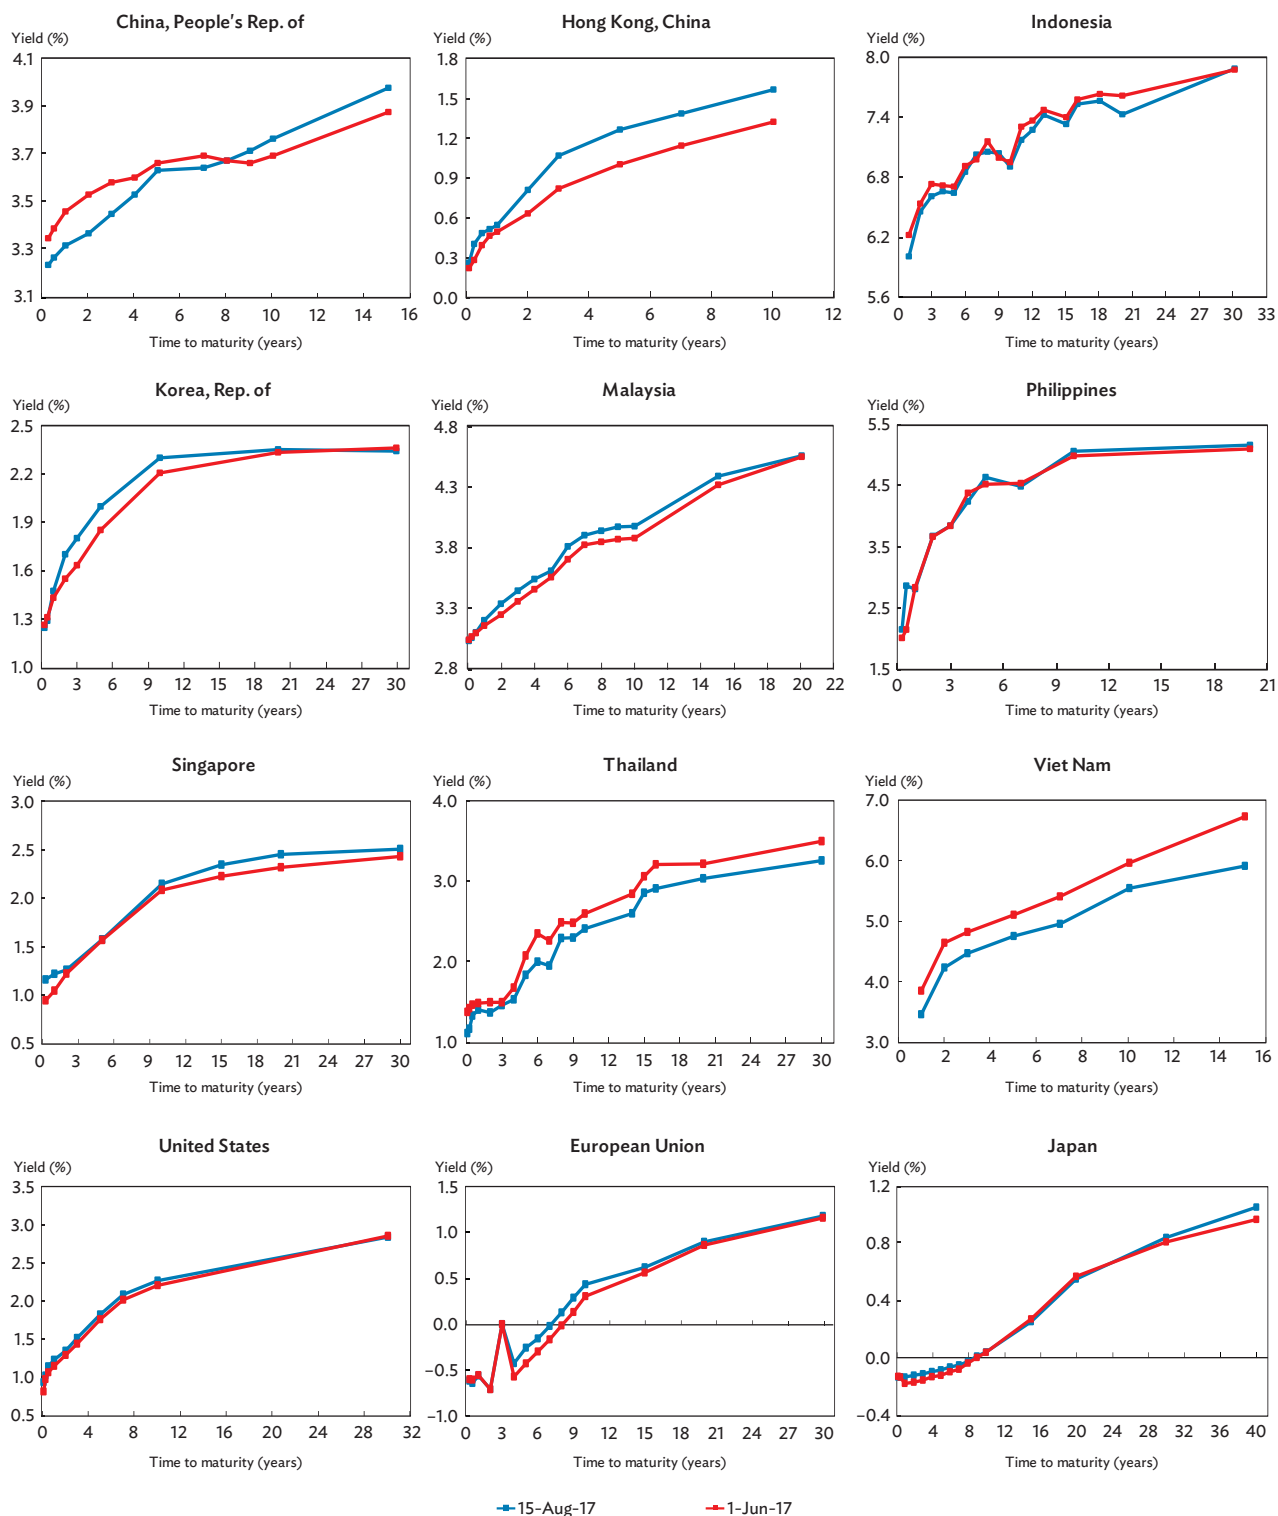 China, People's Rep. of
Yield (%)
4.1
3.9
3.7
3.5
3.3
3.1
0 2 4 6 8 10 12 14 16
Time to maturity (years)
Hong Kong, China
Yield (%)
1.8
1.5
1.2
0.9
0.6
0.3
0.0
0 2 4 6 8 10 12
Time to maturity (years)
Indonesia
Yield (%)
8.0
7.4
6.8
6.2
5.6
0 3 6 9 12 15 18 21 24 27 30 33
Time to maturity (years)
Korea, Rep. of
Yield (%)
2.5
2.2
1.9
1.6
1.3
1.0
0 3 6 9 12 15 18 21 24 27 30
Time to maturity (years)
Malaysia
Yield (%)
4.8
4.3
3.8
3.3
2.8
0 2 4 6 8 10 12 14 16 18 20 22
Time to maturity (years)
Philippines
Yield (%)
5.5
4.5
3.5
2.5
1.5
0 3 6 9 12 15 18 21
Time to maturity (years)
Singapore
Yield (%)
3.0
2.5
2.0
1.5
1.0
0.5
0 3 6 9 12 15 18 21 24 27 30
Time to maturity (years)
Thailand
Yield (%)
4.0
3.0
2.0
1.0
0 3 6 9 12 15 18 21 24 27 30
Time to maturity (years)
Viet Nam
Yield (%)
7.0
6.0
5.0
4.0
3.0
0 2 4 6 8 10 12 14 16
Time to maturity (years)
United States
Yield (%)
3.5
3.0
2.5
2.0
1.5
1.0
0.5
0 4 8 12 16 20 24 28 32
Time to maturity (years)
European Union
Yield (%)
1.5
1.0
0.5
0.0
–0.5
–1.0
0 3 6 9 12 15 18 21 24 27 30
Time to maturity (years)
Japan
Yield (%)
1.2
0.8
0.4
0.0
–0.4
0 4 8 12 16 20 24 28 32 36 40
Time to maturity (years)
15-Aug-17 1-Jun-17